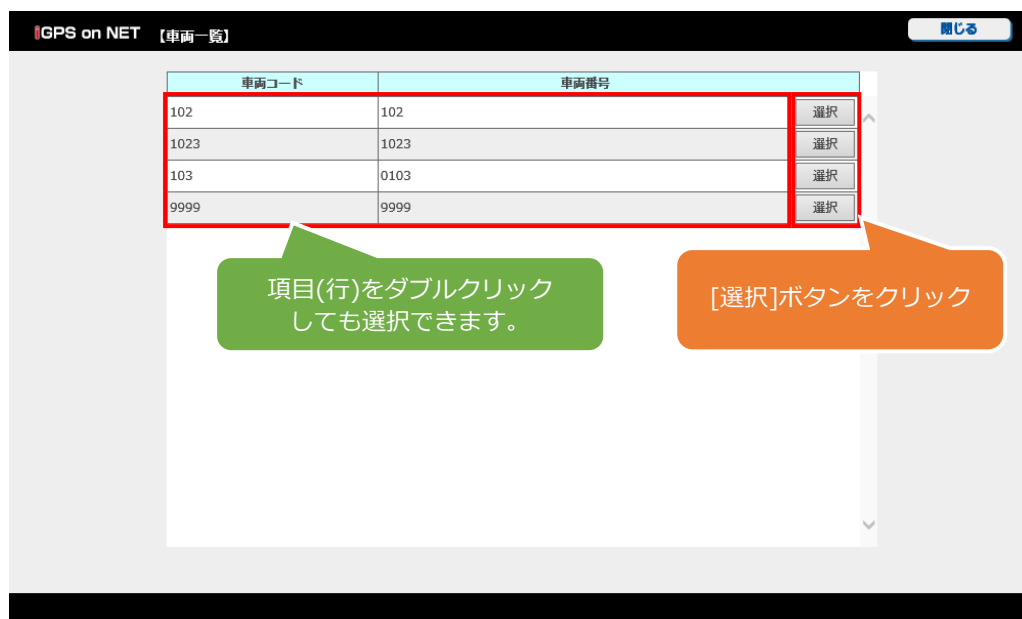 iGPS on NET 【車両一覧】 閉じる
車両コード 車両番号
102 102 選択
1023 1023 選択
103 0103 選択
9999 9999 選択
項目(行)をダブルクリック
しても選択できます。
[選択]ボタンをクリック